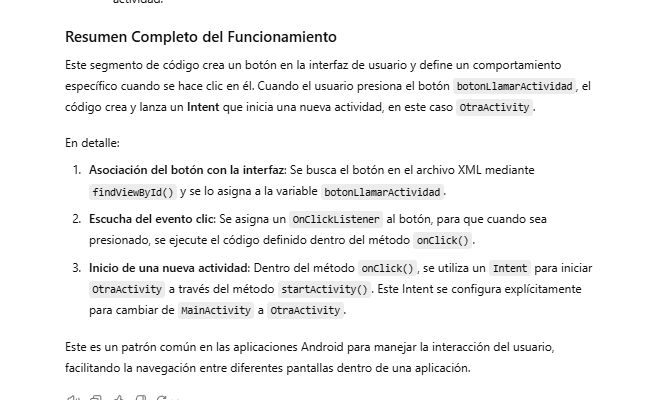 actividad.
Resumen Completo del Funcionamiento
Este segmento de código crea un botón en la interfaz de usuario y define un comportamiento
específico cuando se hace clic en él. Cuando el usuario presiona el botón botonLlamarActividad, el
código crea y lanza un Intent que inicia una nueva actividad, en este caso OtraActivity.
En detalle:
1. Asociación del botón con la interfaz: Se busca el botón en el archivo XML mediante
findViewById() y se lo asigna a la variable botonLlamarActividad.
2. Escucha del evento clic: Se asigna un OnClickListener al botón, para que cuando sea
presionado, se ejecute el código definido dentro del método onClick().
3. Inicio de una nueva actividad: Dentro del método onClick(), se utiliza un Intent para iniciar
OtraActivity a través del método startActivity(). Este Intent se configura explícitamente
para cambiar de MainActivity a OtraActivity.
Este es un patrón común en las aplicaciones Android para manejar la interacción del usuario,
facilitando la navegación entre diferentes pantallas dentro de una aplicación.